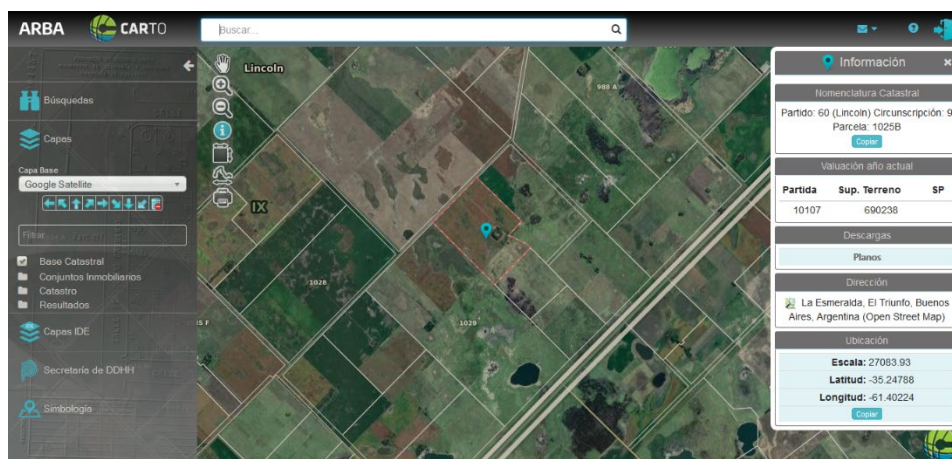 ARBA CARTO
Buscar...
Búsquedas
Capas
Capa Base
Google Satellite
Filtrar
Base Catastral
Conjuntos Inmobiliarios
Catastro
Resultados
Capas IDE
Secretaría de DDHH
Simbología
Lincoln
988 A
IX
1028
1029
Información
Nomenclatura Catastral
Partido: 60 (Lincoln) Circunscripción: 9
Parcela: 1025B
Copiar
Valuación año actual
Partida Sup. Terreno SP
10107 690238
Descargas
Planos
Dirección
La Esmeralda, El Triunfo, Buenos
Aires, Argentina (Open Street Map)
Ubicación
Escala: 27083.93
Latitud: -35.24788
Longitud: -61.40224
Copiar